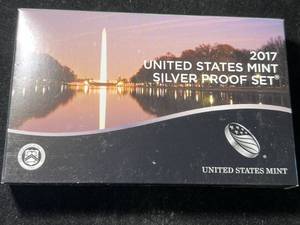 2017
UNITED STATES MINT
SILVER PROOF SET®
UNITED STATES MINT